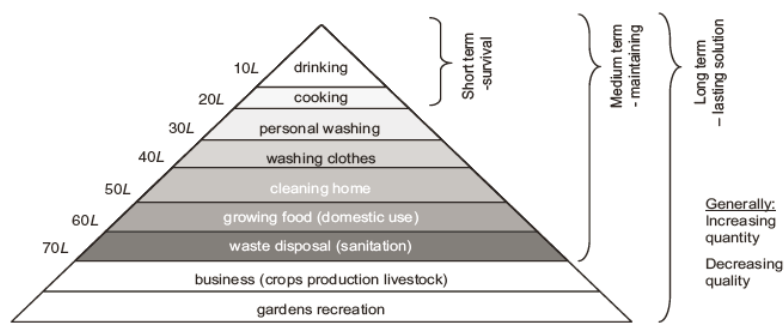 10L
drinking
20L
cooking
30L
personal washing
40L
washing clothes
50L
cleaning home
60L
growing food (domestic use)
70L
waste disposal (sanitation)
business (crops production livestock)
gardens recreation
Short term
-survival
Medium term
- maintaining
Long term
– lasting solution
Generally:
Increasing
quantity
Decreasing
quality